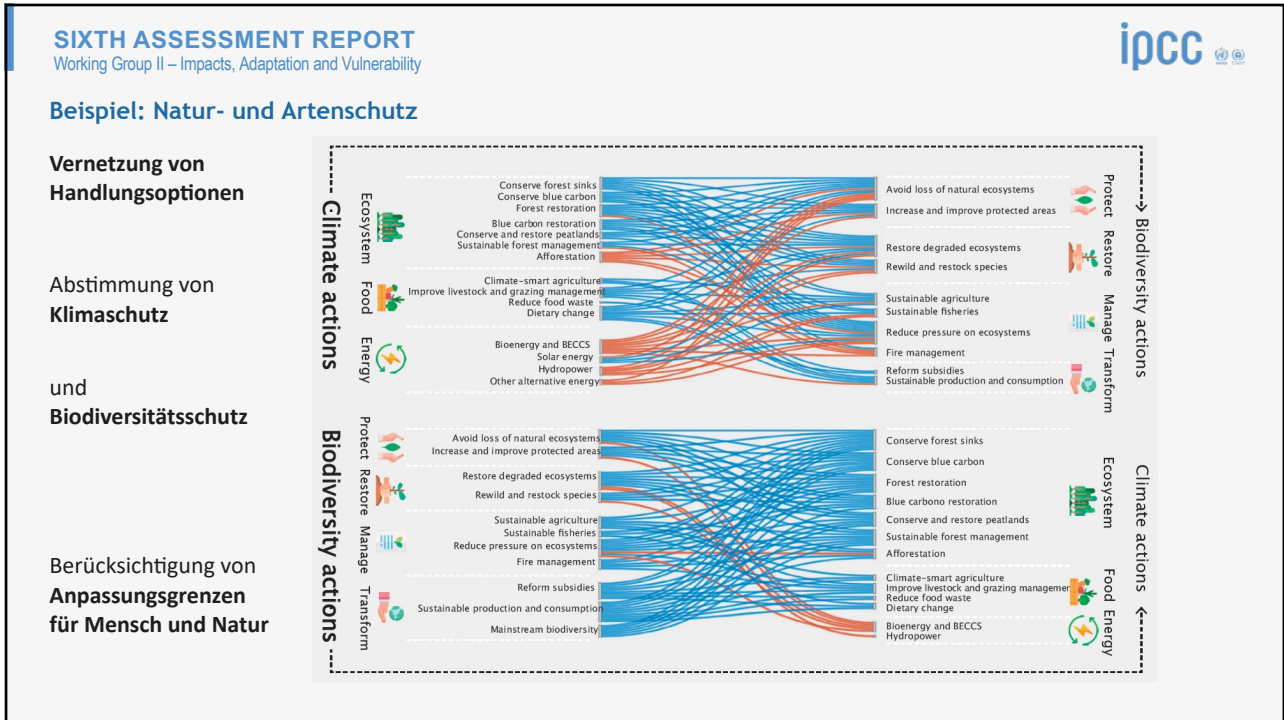 SIXTH ASSESSMENT REPORT
Working Group II – Impacts, Adaptation and Vulnerability
ipcc
Beispiel: Natur- und Artenschutz
Vernetzung von
Handlungsoptionen
Abstimmung von
Klimaschutz
und
Biodiversitätsschutz
Berücksichtigung von
Anpassungsgrenzen
für Mensch und Natur
Climate actions
Ecosystem
Conserve forest sinks
Conserve blue carbon
Forest restoration
Blue carbon restoration
Conserve and restore peatlands
Sustainable forest management
Afforestation
Food
Climate-smart agriculture
Improve livestock and grazing management
Reduce food waste
Dietary change
Energy
Bioenergy and BECCS
Solar energy
Hydropower
Other alternative energy
Avoid loss of natural ecosystems
Increase and improve protected areas
Protect
Restore degraded ecosystems
Rewild and restock species
Restore
Sustainable agriculture
Sustainable fisheries
Reduce pressure on ecosystems
Fire management
Manage
Reform subsidies
Sustainable production and consumption
Transform
Biodiversity actions
Biodiversity actions
Protect
Avoid loss of natural ecosystems
Increase and improve protected areas
Restore
Restore degraded ecosystems
Rewild and restock species
Manage
Sustainable agriculture
Sustainable fisheries
Reduce pressure on ecosystems
Fire management
Transform
Reform subsidies
Sustainable production and consumption
Mainstream biodiversity
Conserve forest sinks
Conserve blue carbon
Forest restoration
Blue carbono restoration
Conserve and restore peatlands
Sustainable forest management
Afforestation
Ecosystem
Climate-smart agriculture
Improve livestock and grazing managemen
Reduce food waste
Dietary change
Food
Bioenergy and BECCS
Hydropower
Energy
Climate actions